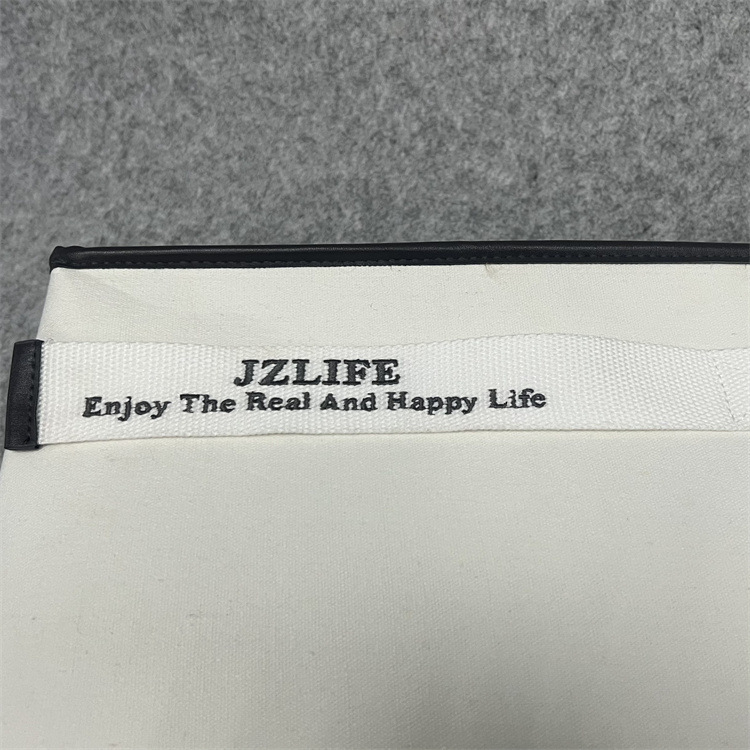 JZLIFE
Enjoy The Real And Happy Life